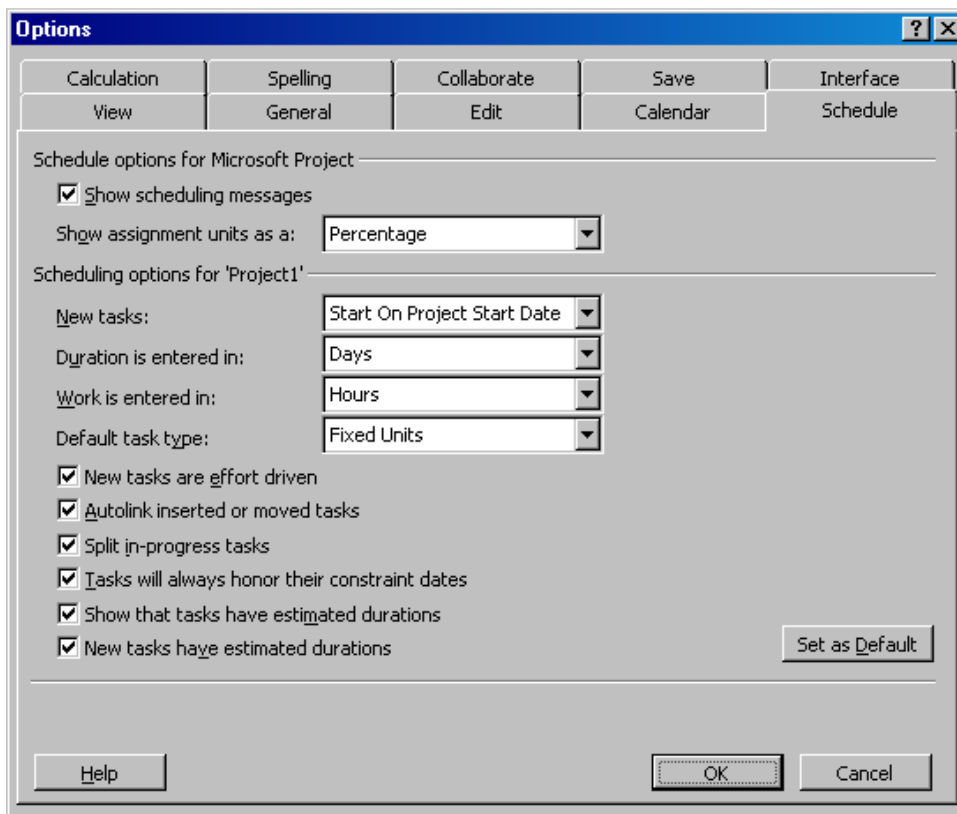 Options
Calculation Spelling Collaborate Save Interface
View General Edit Calendar Schedule
Schedule options for Microsoft Project
Show scheduling messages
Show assignment units as a: Percentage
Scheduling options for 'Project1'
New tasks: Start On Project Start Date
Duration is entered in: Days
Work is entered in: Hours
Default task type: Fixed Units
New tasks are effort driven
Autolink inserted or moved tasks
Split in-progress tasks
Tasks will always honor their constraint dates
Show that tasks have estimated durations
New tasks have estimated durations
Set as Default
Help OK Cancel